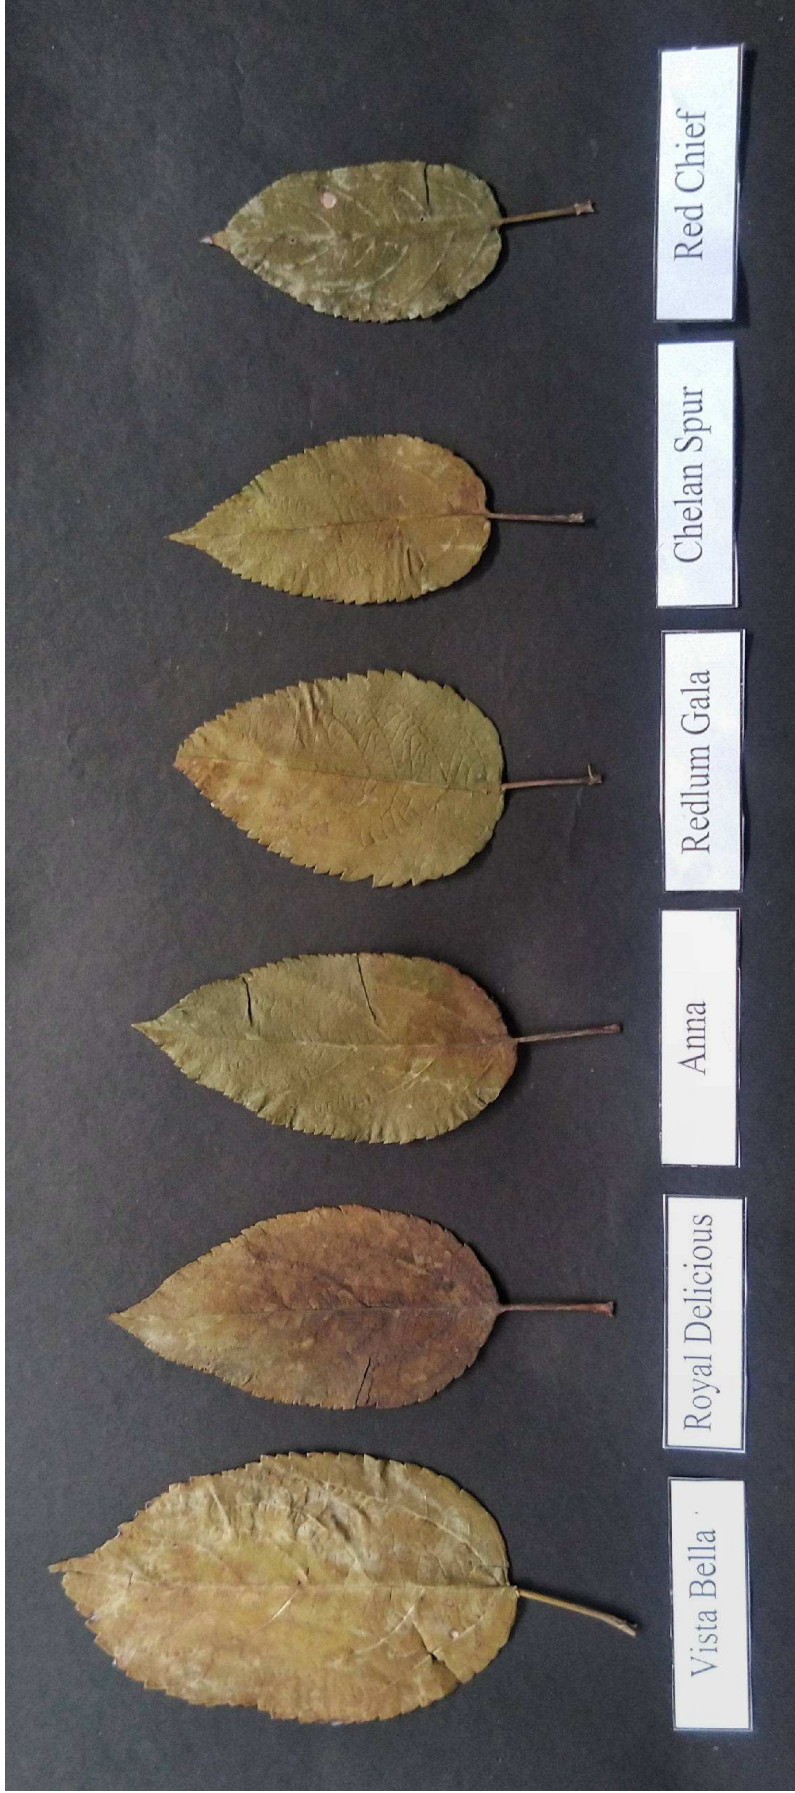 Vista Bella
Royal Delicious
Anna
Redlum Gala
Chelan Spur
Red Chief